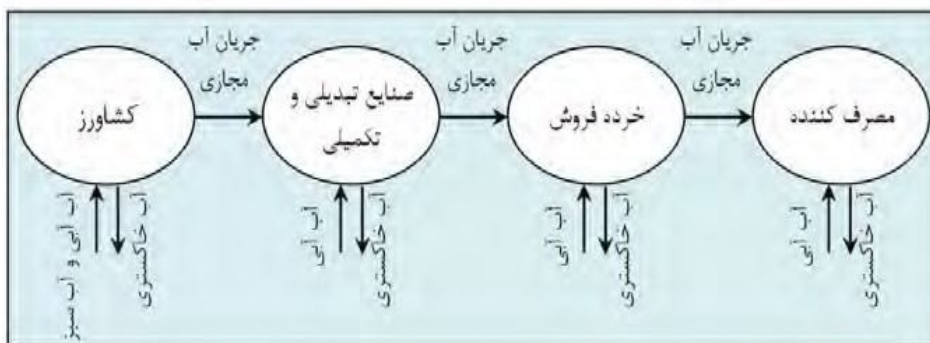 جریان آب
مجازی
جریان آب
مجازی
جریان آب
مجازی
کشاورز
صنایع تبدیلی و
تکمیلی
خرده فروش
مصرف کننده
آب آبی و آب سبز
آب خاکستری
آب آبی
آب خاکستری
آب آبی
آب خاکستری
آب آبی
آب خاکستری